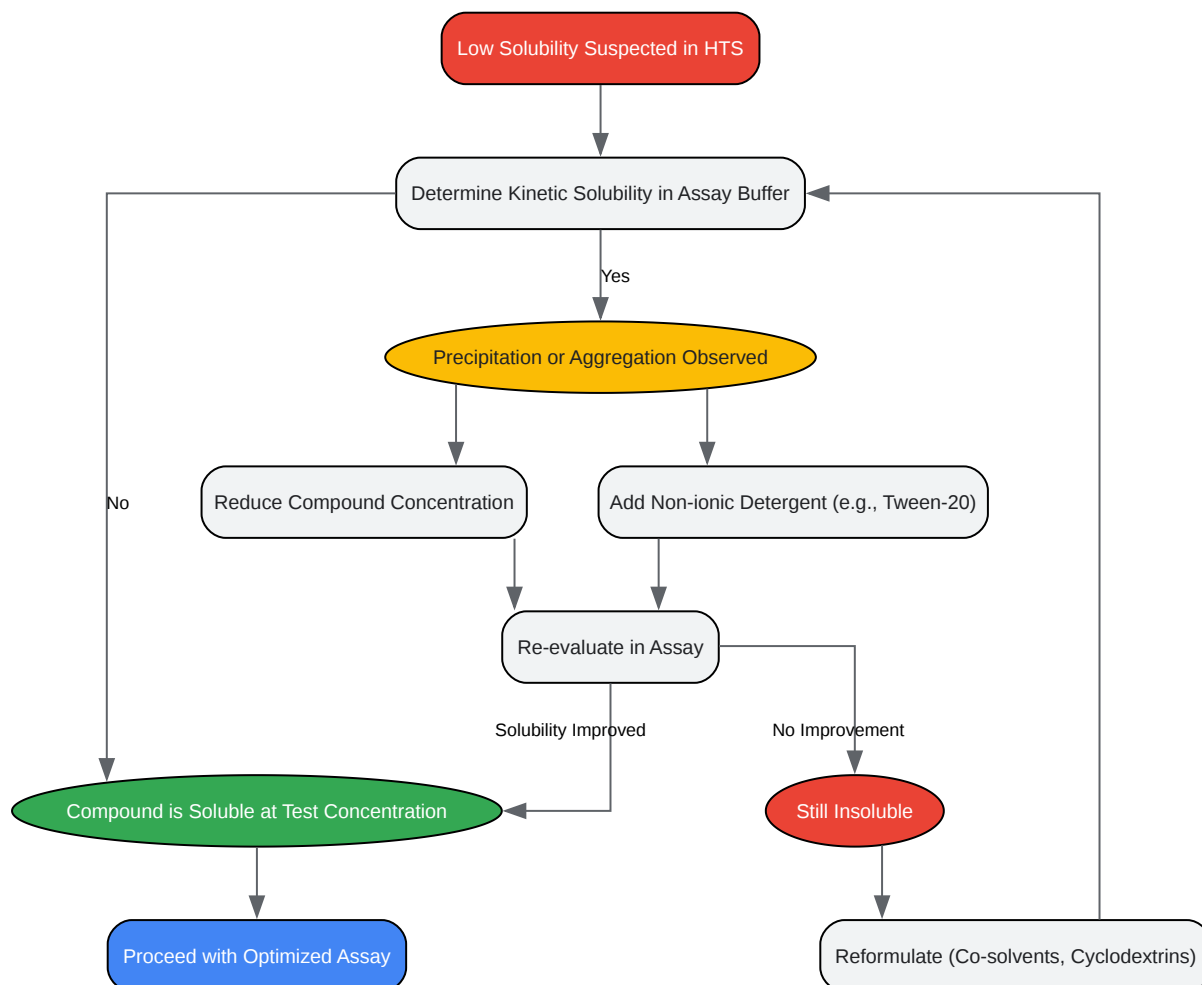 Low Solubility Suspected in HTS
Determine Kinetic Solubility in Assay Buffer
Yes
Precipitation or Aggregation Observed
Reduce Compound Concentration
Add Non-ionic Detergent (e.g., Tween-20)
No
Re-evaluate in Assay
Solubility Improved
No Improvement
Compound is Soluble at Test Concentration
Still Insoluble
Proceed with Optimized Assay
Reformulate (Co-solvents, Cyclodextrins)